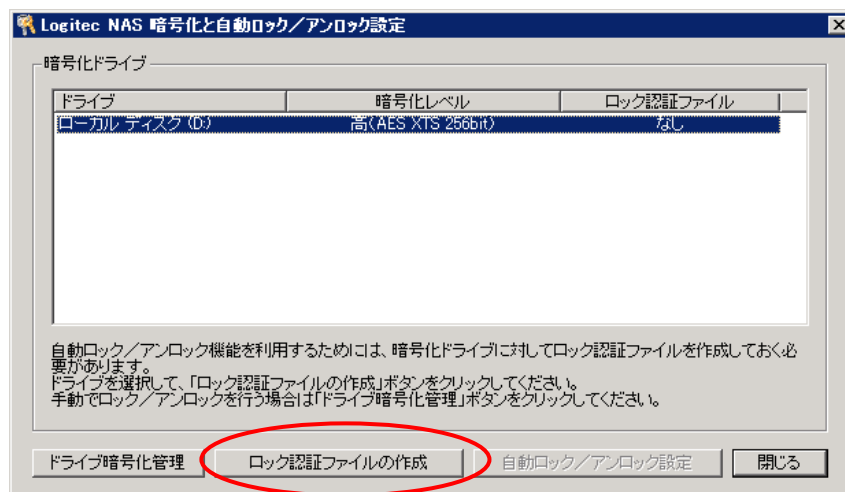 Logitec NAS 暗号化と自動ロック／アンロック設定
暗号化ドライブ
ドライブ 暗号化レベル ロック認証ファイル
ローカル ディスク (D:) 高(AES XTS 256bit) なし
自動ロック／アンロック機能を利用するためには、暗号化ドライブに対してロック認証ファイルを作成しておく必
要があります。
ドライブを選択して、「ロック認証ファイルの作成」ボタンをクリックしてください。
手動でロック／アンロックを行う場合は「ドライブ暗号化管理」ボタンをクリックしてください。
ドライブ暗号化管理 ロック認証ファイルの作成 自動ロック／アンロック設定 閉じる